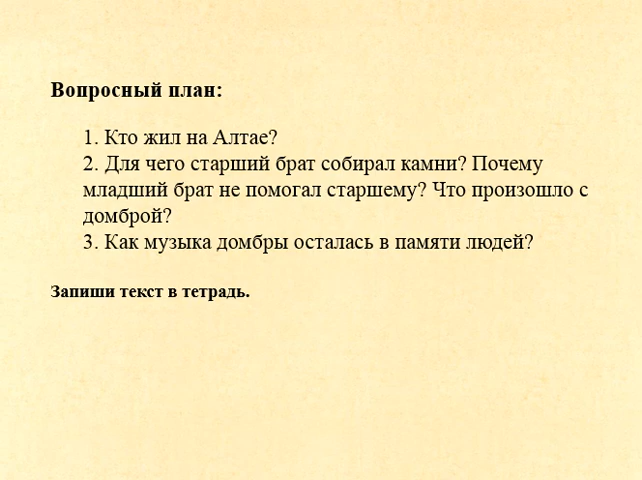 Вопросный план:
1. Кто жил на Алтае?
2. Для чего старший брат собирал камни? Почему
младший брат не помогал старшему? Что произошло с
домброй?
3. Как музыка домбры осталась в памяти людей?
Запиши текст в тетрадь.